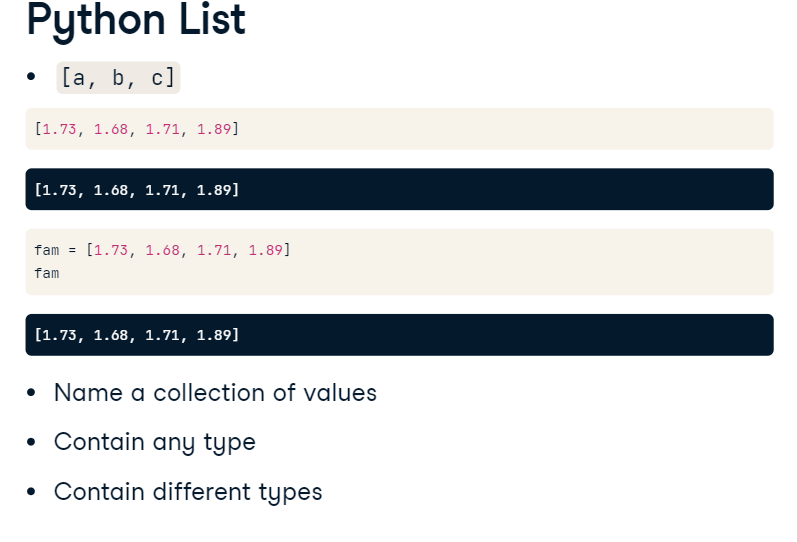 Python List
• [a, b, c]
[1.73, 1.68, 1.71, 1.89]
[1.73, 1.68, 1.71, 1.89]
fam = [1.73, 1.68, 1.71, 1.89]
fam
[1.73, 1.68, 1.71, 1.89]
• Name a collection of values
• Contain any type
• Contain different types